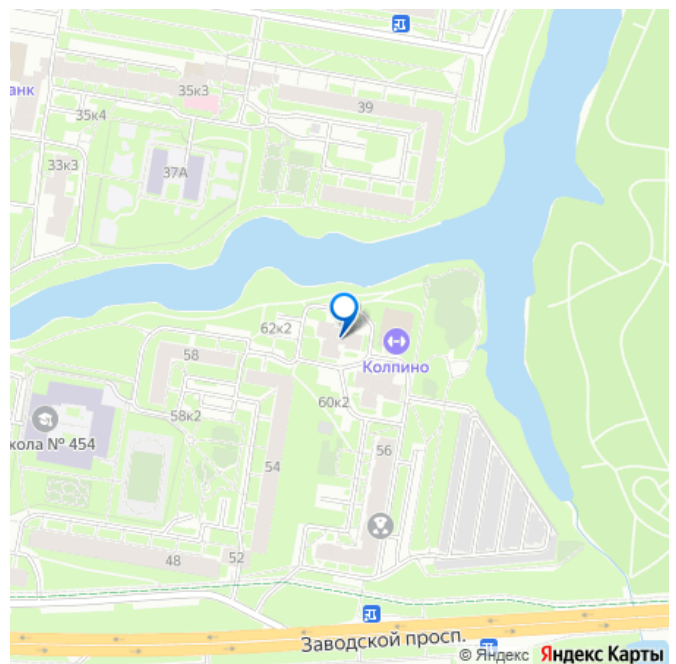 35к3
анк
39
35к4
33к3
37А
62к2
58
Колпино
60к2
58к2
кола № 454
56
54
52
48
Заводской просп.
© Яндекс Яндекс Карты